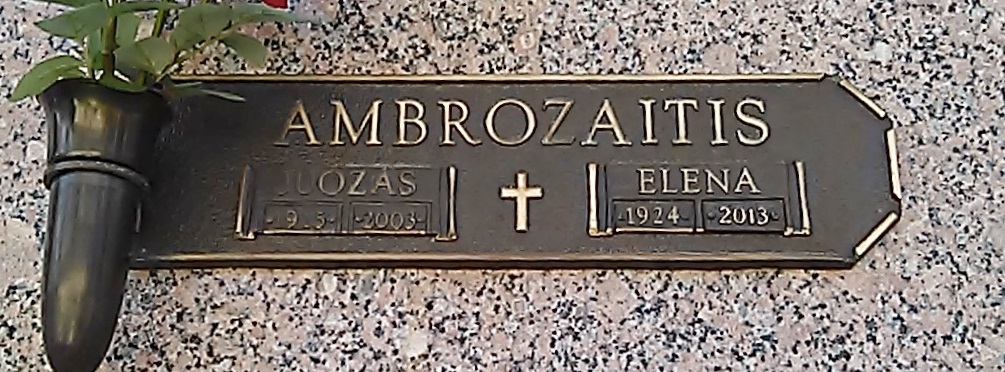 AMBROZAITIS
JUOZAS
2003
ELENA
1924 2013